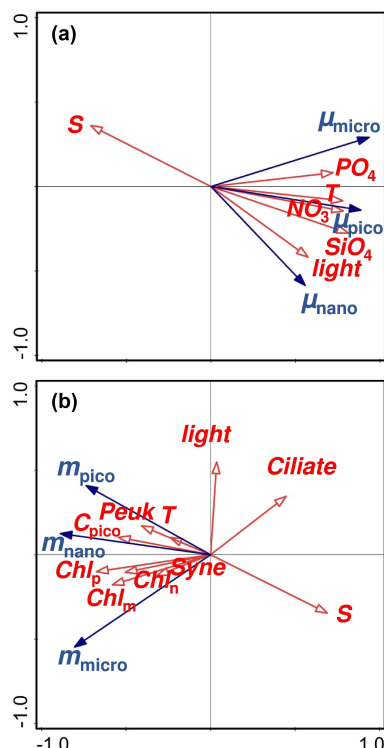 1.0
(a)
S
μmicro
PO4
T
NO3
μpico
SiO4
light
μnano
-1.0
1.0
(b)
light
mpico
Ciliate
Peuk T
Cpico
mnano
Chlp
Syne
Chln
Chlm
S
mmicro
-1.0
-1.0
1.0